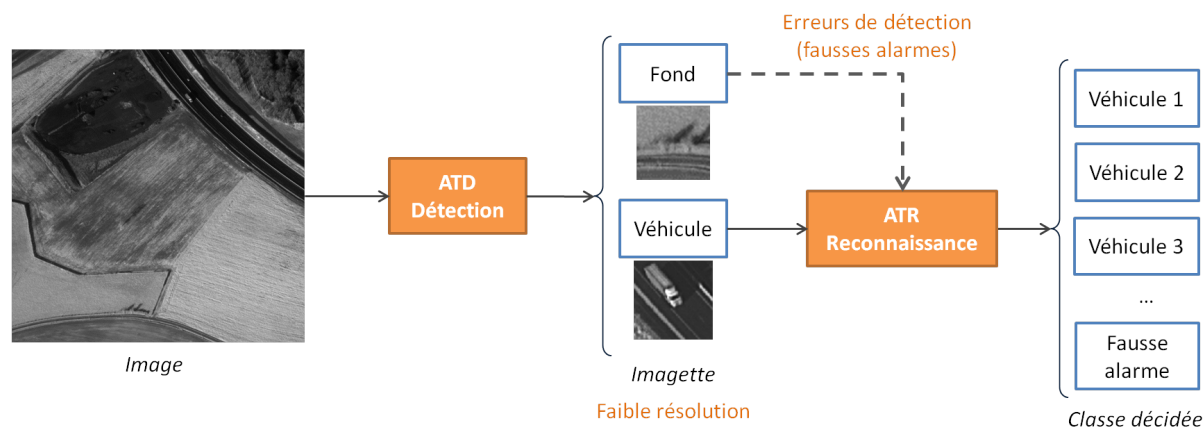 Image
ATD
Détection
Fond
Véhicule
Imagette
Faible résolution
Erreurs de détection
(fausses alarmes)
ATR
Reconnaissance
Véhicule 1
Véhicule 2
Véhicule 3
...
Fausse
alarme
Classe décidée